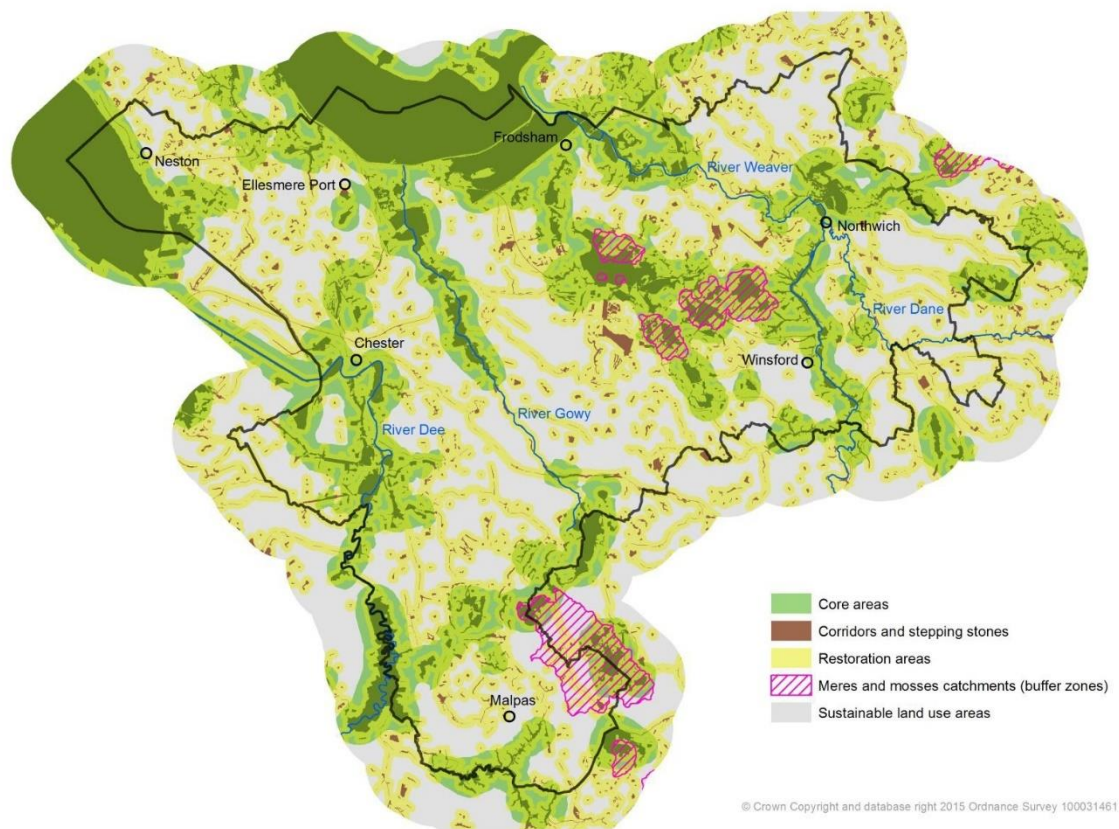 Frodsham
Neston
River Weaver
Ellesmere Port
Northwich
River Dane
Chester
Winsford
River Gowy
River Dee
Core areas
Corridors and stepping stones
Restoration areas
Meres and mosses catchments (buffer zones)
Malpas
Sustainable land use areas
© Crown Copyright and database right 2015 Ordnance Survey 100031461